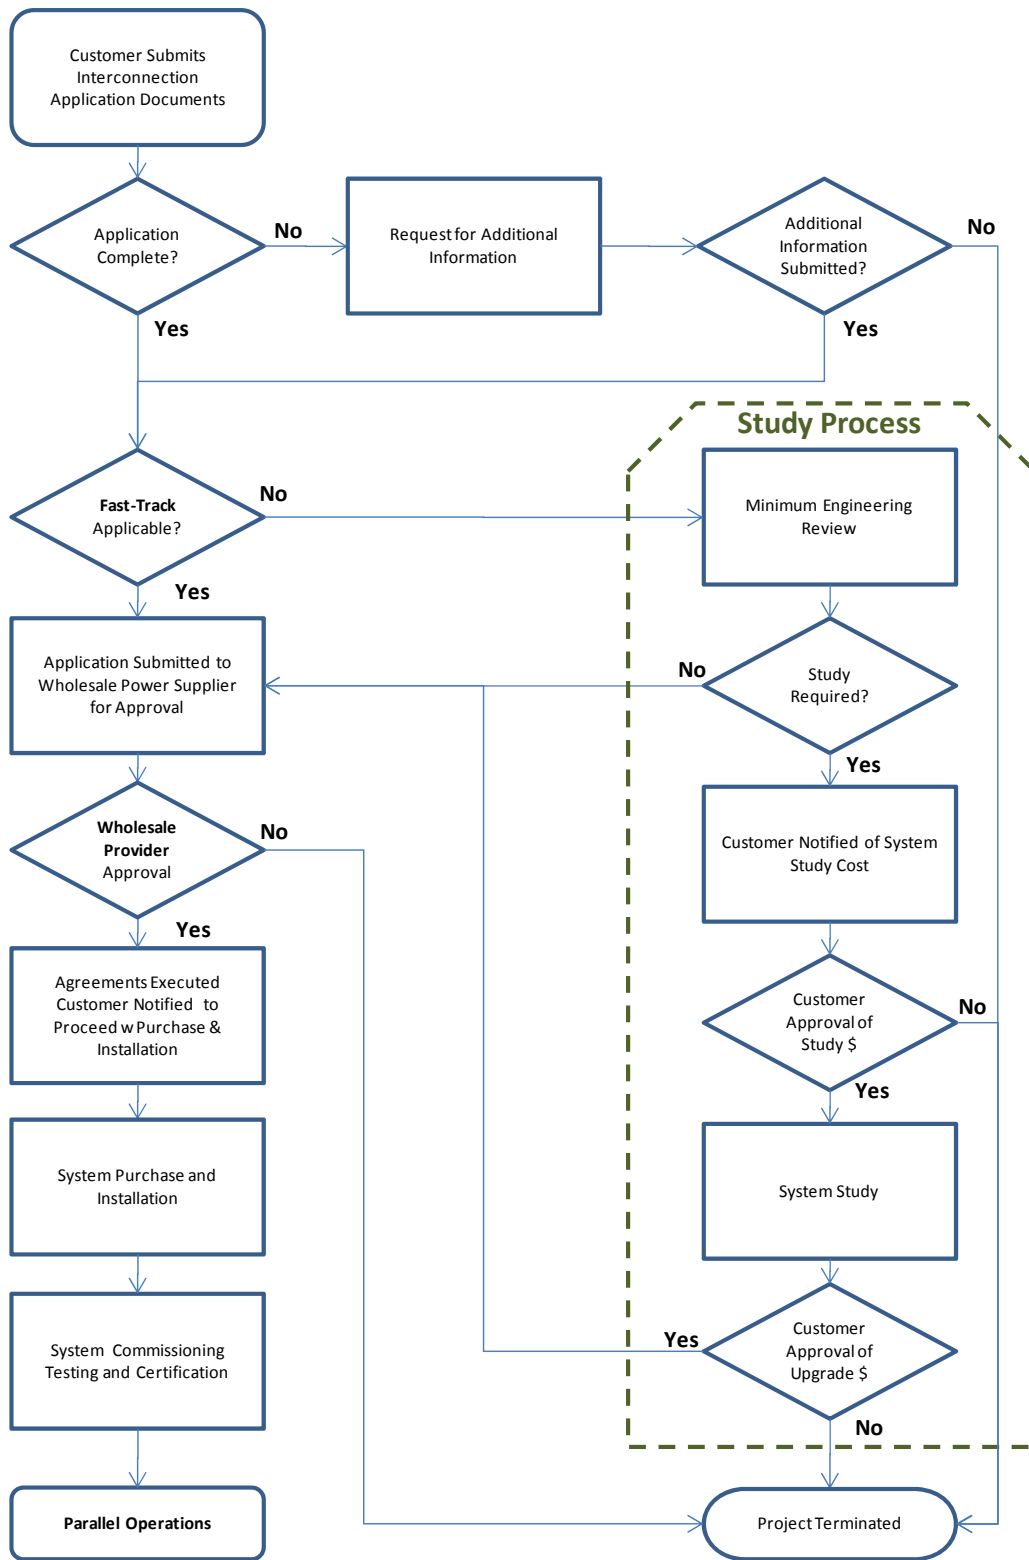 Customer Submits
Interconnection
Application Documents
Application
Complete?
No
Request for Additional
Information
Additional
Information
Submitted?
No
Yes
Yes
Study Process
Fast-Track
Applicable?
No
Minimum Engineering
Review
Yes
Application Submitted to
Wholesale Power Supplier
for Approval
No
Study
Required?
Yes
Wholesale
Provider
Approval
No
Customer Notified of System
Study Cost
Yes
Agreements Executed
Customer Notified to
Proceed w Purchase &
Installation
Customer
Approval of
Study $
No
Yes
System Purchase and
Installation
System Study
System Commissioning
Testing and Certification
Yes
Customer
Approval of
Upgrade $
No
Parallel Operations
Project Terminated